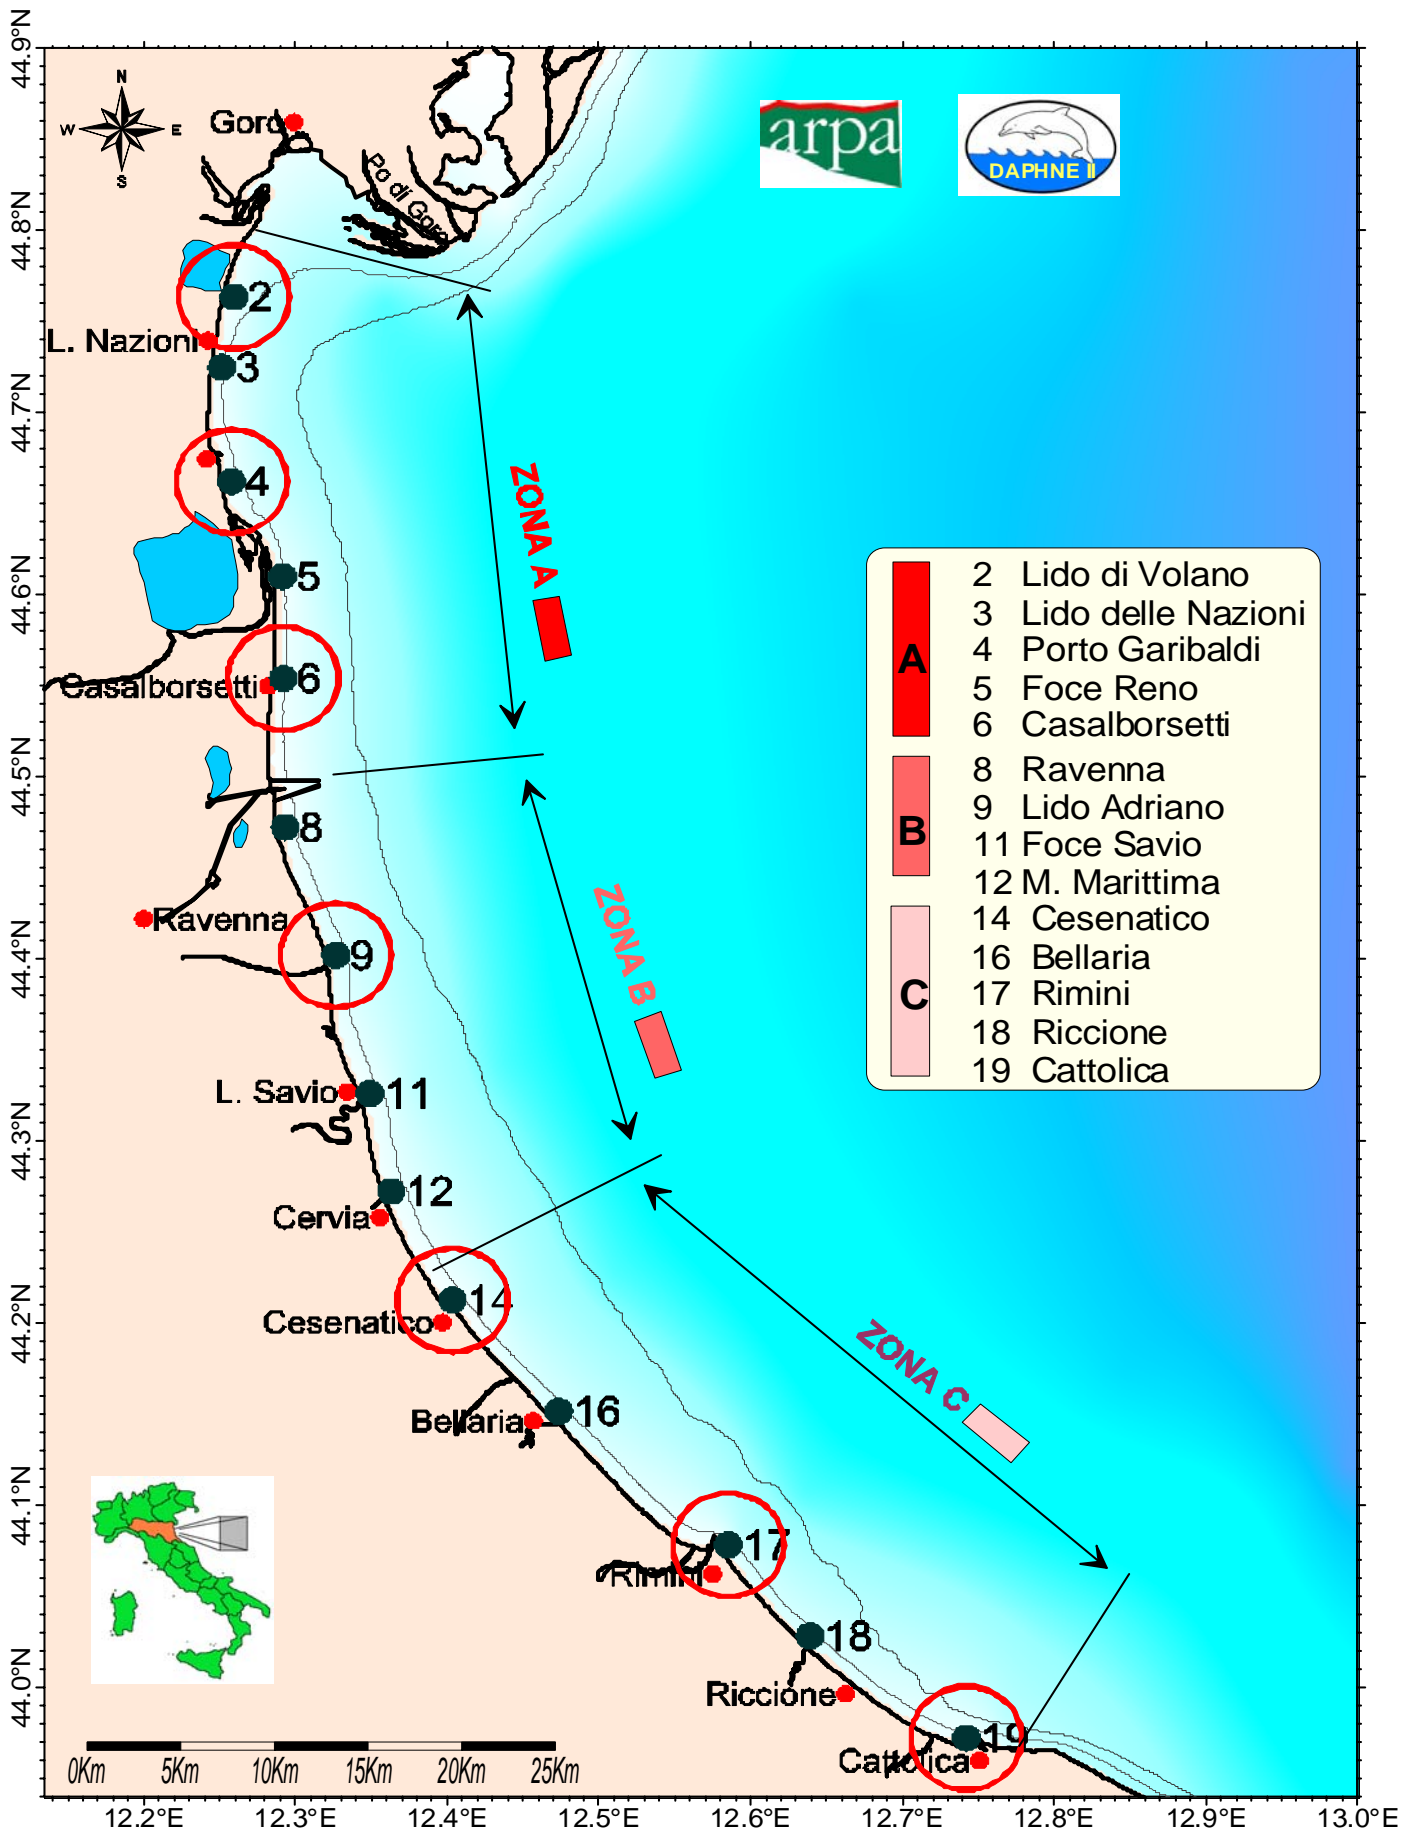 N
W
E
S
Goro
Po di Goro
arpa
DAPHNE II
2
L. Nazioni
3
4
5
6
Casalborsetti
8
Ravenna
9
L. Savio
11
12
Cervia
14
Cesenatico
16
Bellaria
17
Rimini
18
Riccione
19
Cattolica
ZONA A
ZONA B
ZONA C
A
2 Lido di Volano
3 Lido delle Nazioni
4 Porto Garibaldi
5 Foce Reno
6 Casalborsetti
B
8 Ravenna
9 Lido Adriano
11 Foce Savio
12 M. Marittima
C
14 Cesenatico
16 Bellaria
17 Rimini
18 Riccione
19 Cattolica
0Km 5Km 10Km 15Km 20Km 25Km
44.9°N
44.8°N
44.7°N
44.6°N
44.5°N
44.4°N
44.3°N
44.2°N
44.1°N
44.0°N
12.2°E 12.3°E 12.4°E 12.5°E 12.6°E 12.7°E 12.8°E 12.9°E 13.0°E